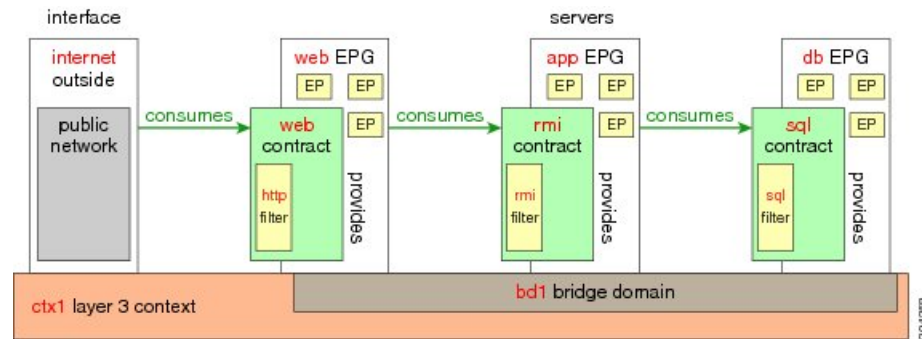 interface
servers
internet
outside
public
network
consumes
web EPG
EP
EP
EP
web
contract
http
filter
provides
consumes
app EPG
EP
EP
EP
rmi
contract
rmi
filter
provides
consumes
db EPG
EP
EP
EP
sql
contract
sql
filter
provides
ctx1 layer 3 context
bd1 bridge domain